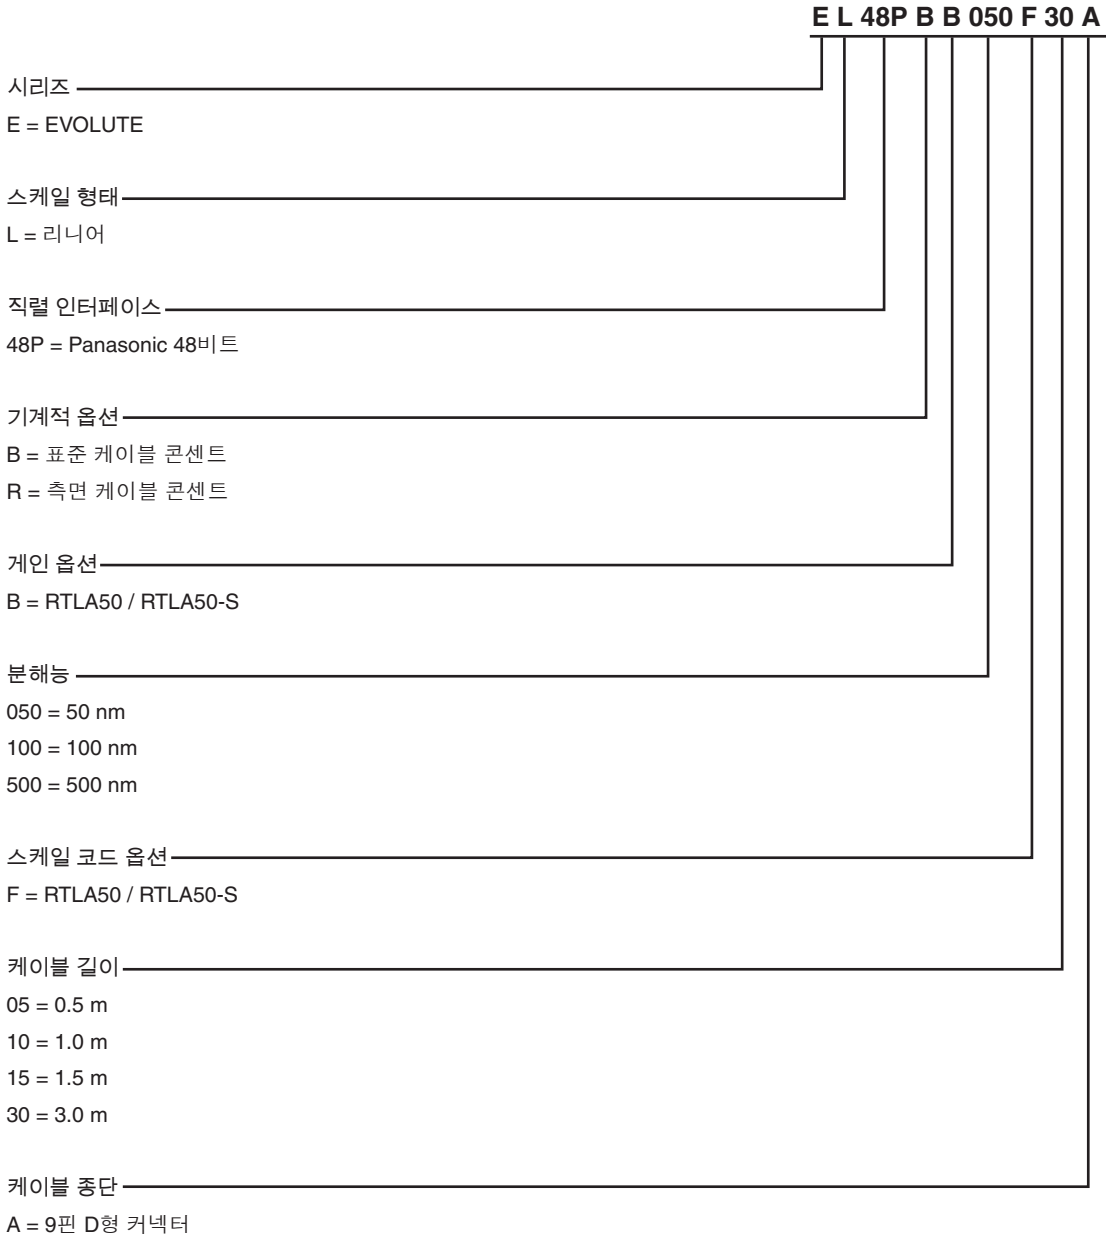 E L 48P B B 050 F 30 A
시리즈
E = EVOLUTE
스케일 형태
L = 리니어
직렬 인터페이스
48P = Panasonic 48비트
기계적 옵션
B = 표준 케이블 콘센트
R = 측면 케이블 콘센트
게인 옵션
B = RTLA50 / RTLA50-S
분해능
050 = 50 nm
100 = 100 nm
500 = 500 nm
스케일 코드 옵션
F = RTLA50 / RTLA50-S
케이블 길이
05 = 0.5 m
10 = 1.0 m
15 = 1.5 m
30 = 3.0 m
케이블 종단
A = 9핀 D형 커넥터